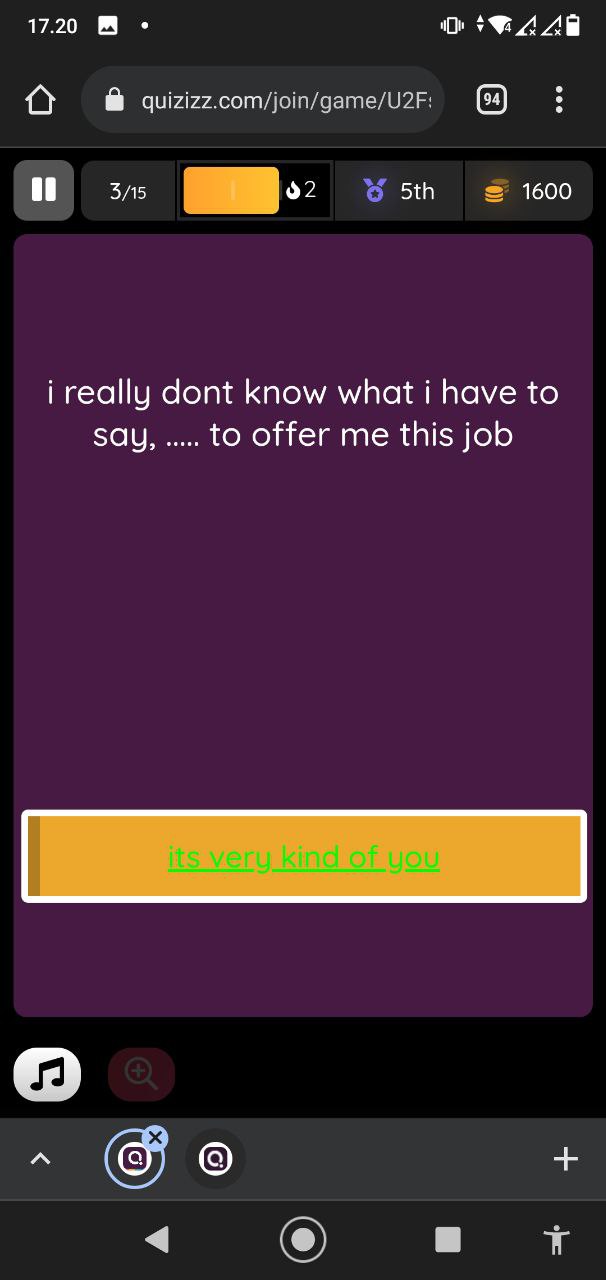 17.20
quizizz.com/join/game/U2F
94
3/15
2
5th
1600
i really dont know what i have to
say, ..... to offer me this job
its very kind of you